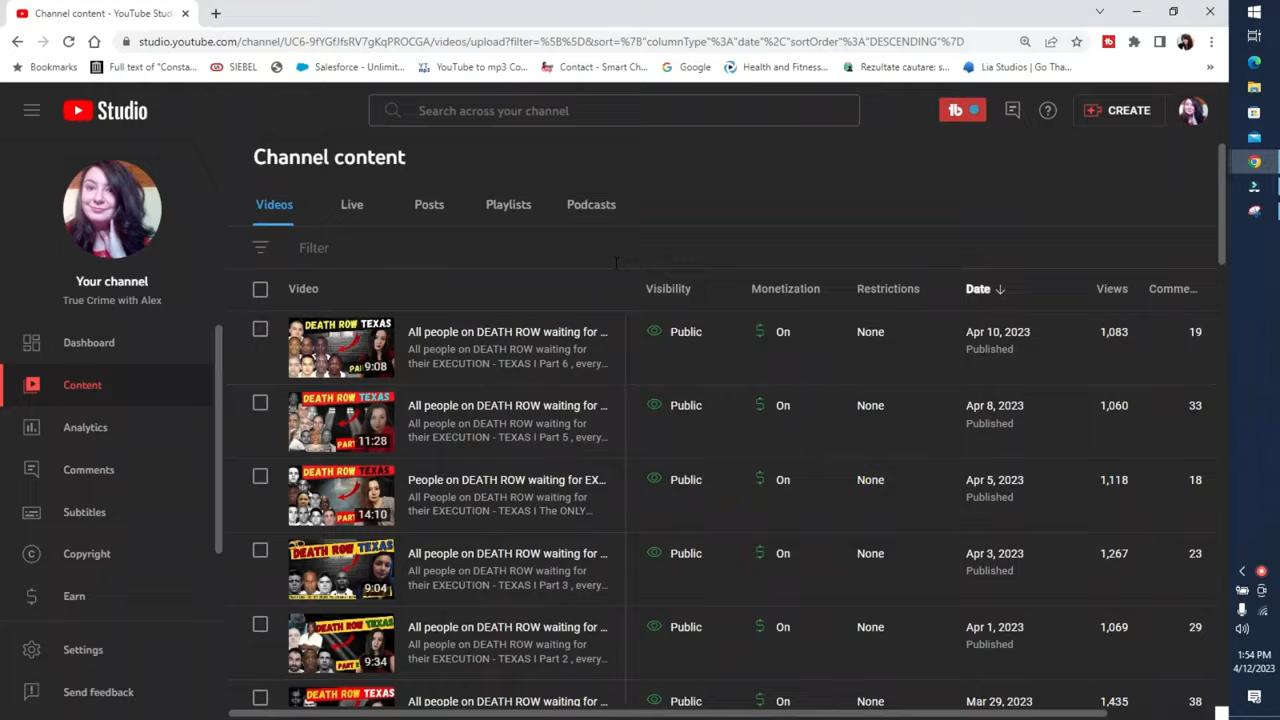 Channel content - YouTube Studio
studio.youtube.com/channel/UC6-9fYGfJfsRV7gKqPROCGA/videos/upload?filter=%5B%5D&sort=%7B"columnType"%3A"date"%2C"sortOrder"%3A"DESCENDING"%7D
Bookmarks
Full text of "Consta...
SIEBEL
Salesforce - Unlimit...
YouTube to mp3 Co...
Contact - Smart Ch...
Google
Health and Fitness...
Rezultate cautare: s...
Lia Studios | Go Tha...
»
Studio
Search across your channel
tb
CREATE
Channel content
Videos
Live
Posts
Playlists
Podcasts
Filter
Your channel
True Crime with Alex
Dashboard
Content
Analytics
Comments
Subtitles
Copyright
Earn
Settings
Send feedback
Video
Visibility
Monetization
Restrictions
Date
Views
Comme...
DEATH ROW TEXAS
9:08
All people on DEATH ROW waiting for ...
All people on DEATH ROW waiting for
their EXECUTION - TEXAS I Part 6 , every...
Public
$ On
None
Apr 10, 2023
Published
1,083
19
DEATH ROW TEXAS
PART
11:28
All people on DEATH ROW waiting for ...
All people on DEATH ROW waiting for
their EXECUTION - TEXAS I Part 5 , every...
Public
$ On
None
Apr 8, 2023
Published
1,060
33
DEATH ROW TEXAS
PART
14:10
People on DEATH ROW waiting for EX...
All People on DEATH ROW waiting for
their EXECUTION - TEXAS I The ONLY...
Public
$ On
None
Apr 5, 2023
Published
1,118
18
DEATH ROW TEXAS
9:04
All people on DEATH ROW waiting for ...
All people on DEATH ROW waiting for
their EXECUTION - TEXAS I Part 3 , every...
Public
$ On
None
Apr 3, 2023
Published
1,267
23
DEATH ROW TEXAS
PART
9:34
All people on DEATH ROW waiting for ...
All people on DEATH ROW waiting for
their EXECUTION - TEXAS I Part 2 , every...
Public
$ On
None
Apr 1, 2023
Published
1,069
29
DEATH ROW TEXAS
All people on DEATH ROW waiting for ...
Public
$ On
None
Mar 29, 2023
1,435
38
1:54 PM
4/12/2023